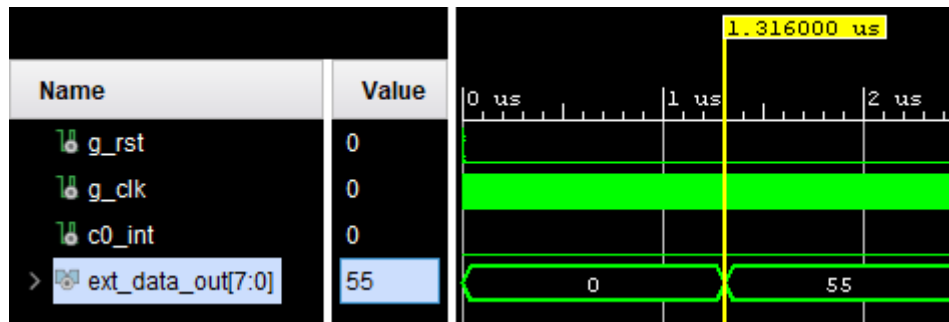 1.316000 us
Name Value 0 us 1 us 2 us
g_rst 0
g_clk 0
c0_int 0
ext_data_out[7:0] 55 0 55